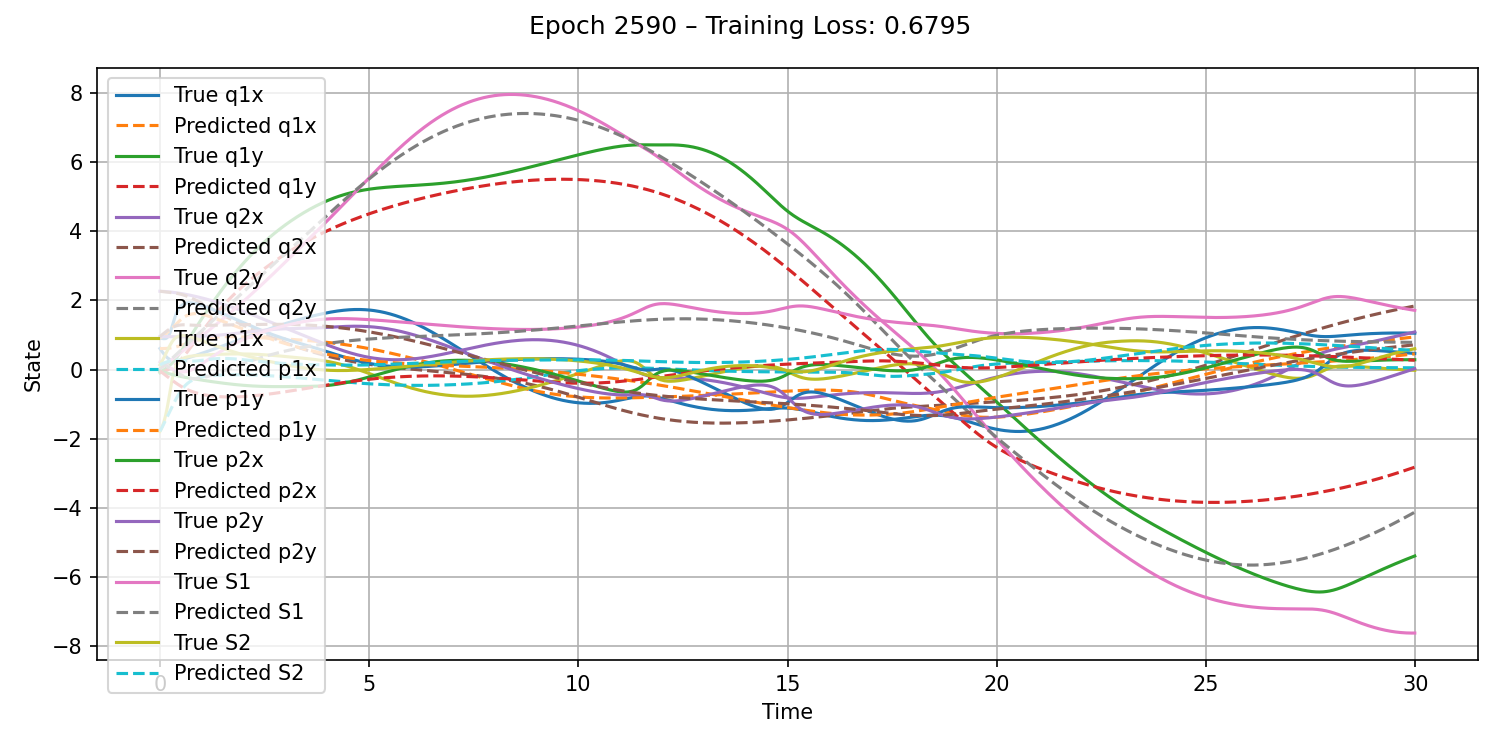 Epoch 2590 – Training Loss: 0.6795
8
6
4
2
0
−2
−4
−6
−8
State
True q1x
Predicted q1x
True q1y
Predicted q1y
True q2x
Predicted q2x
True q2y
Predicted q2y
True p1x
Predicted p1x
True p1y
Predicted p1y
True p2x
Predicted p2x
True p2y
Predicted p2y
True S1
Predicted S1
True S2
Predicted S2
0 5 10 15 20 25 30
Time